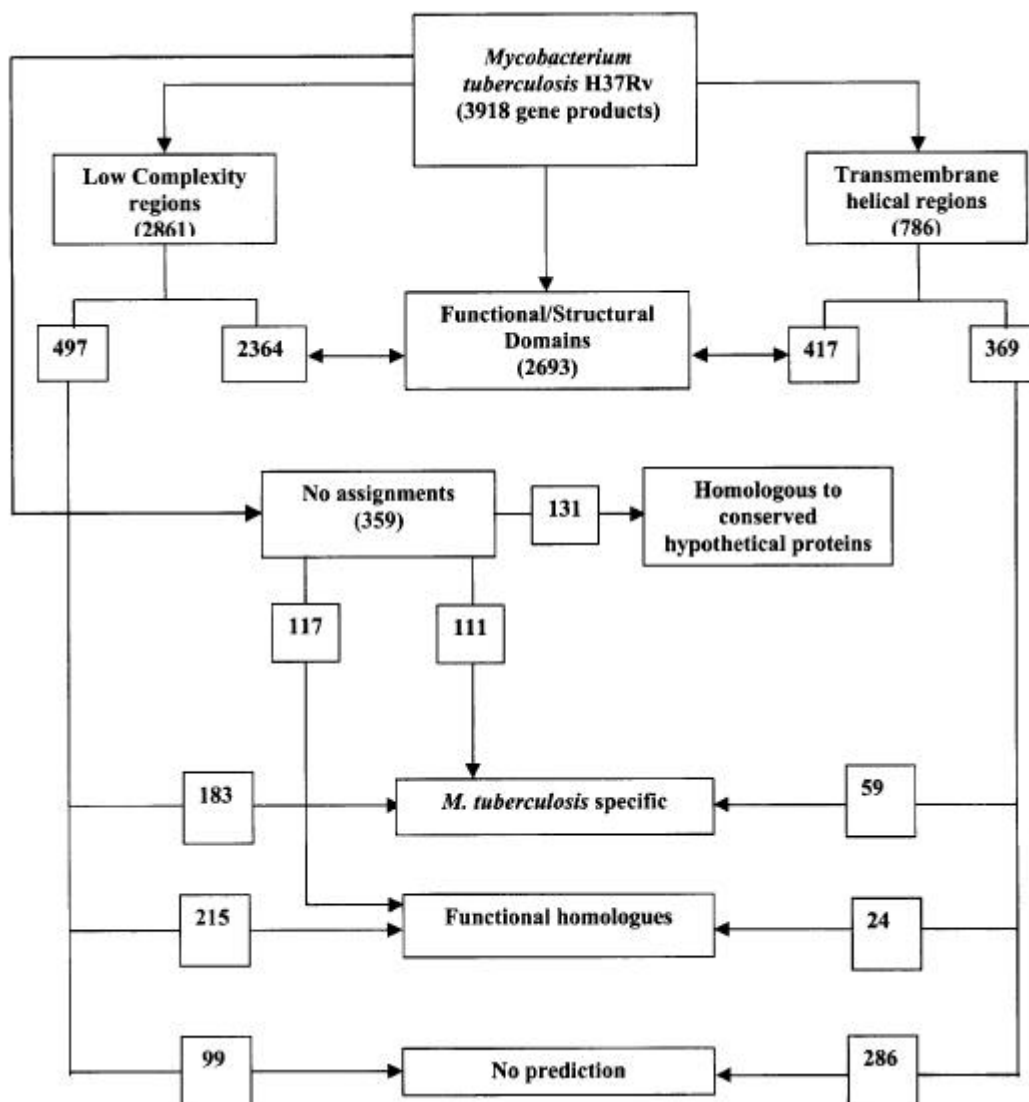 Mycobacterium
tuberculosis H37Rv
(3918 gene products)
Low Complexity
regions
(2861)
Transmembrane
helical regions
(786)
Functional/Structural
Domains
(2693)
497
2364
417
369
No assignments
(359)
131
Homologous to
conserved
hypothetical proteins
117
111
183
M. tuberculosis specific
59
215
Functional homologues
24
99
No prediction
286